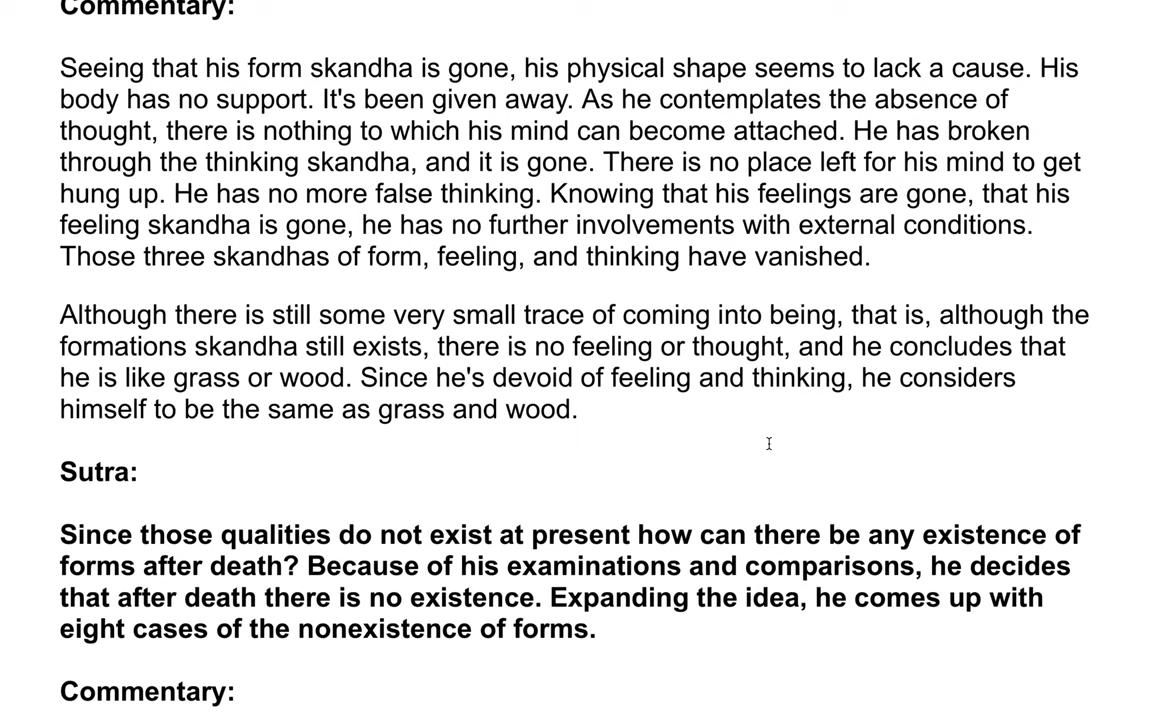 Commentary:
Seeing that his form skandha is gone, his physical shape seems to lack a cause. His
body has no support. It's been given away. As he contemplates the absence of
thought, there is nothing to which his mind can become attached. He has broken
through the thinking skandha, and it is gone. There is no place left for his mind to get
hung up. He has no more false thinking. Knowing that his feelings are gone, that his
feeling skandha is gone, he has no further involvements with external conditions.
Those three skandhas of form, feeling, and thinking have vanished.
Although there is still some very small trace of coming into being, that is, although the
formations skandha still exists, there is no feeling or thought, and he concludes that
he is like grass or wood. Since he's devoid of feeling and thinking, he considers
himself to be the same as grass and wood.
Sutra:
Since those qualities do not exist at present how can there be any existence of
forms after death? Because of his examinations and comparisons, he decides
that after death there is no existence. Expanding the idea, he comes up with
eight cases of the nonexistence of forms.
Commentary: